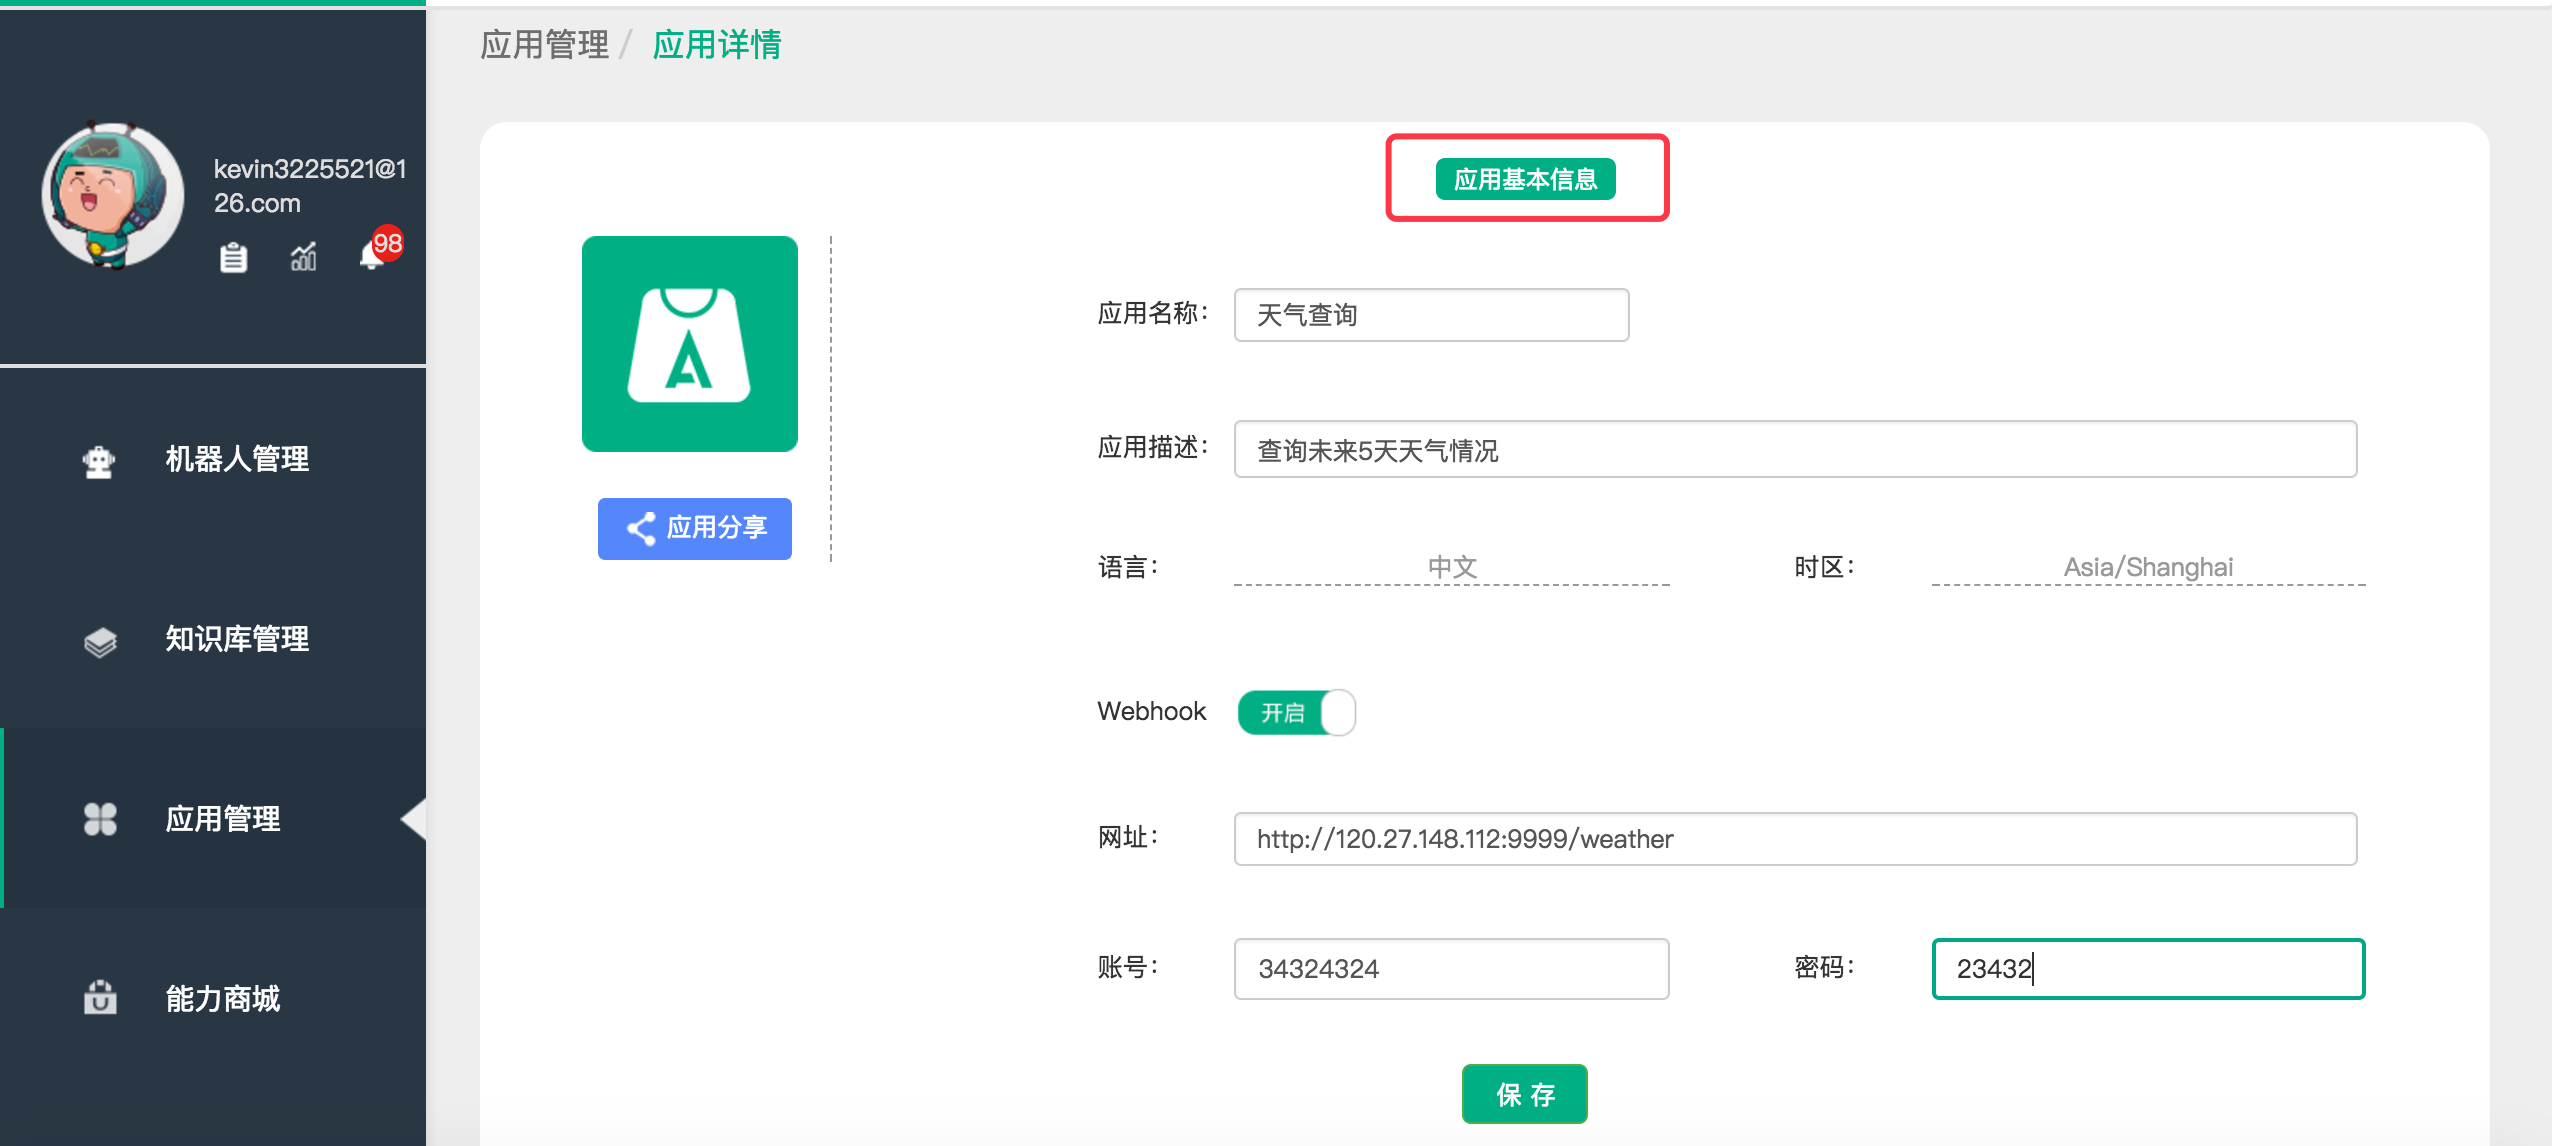 应用管理 / 应用详情
kevin3225521@1
26.com
98
机器人管理
知识库管理
应用管理
能力商城
应用基本信息
A
应用分享
应用名称： 天气查询
应用描述： 查询未来5天天气情况
语言： 中文 时区： Asia/Shanghai
Webhook 开启
网址： http://120.27.148.112:9999/weather
账号： 34324324 密码： 23432
保 存